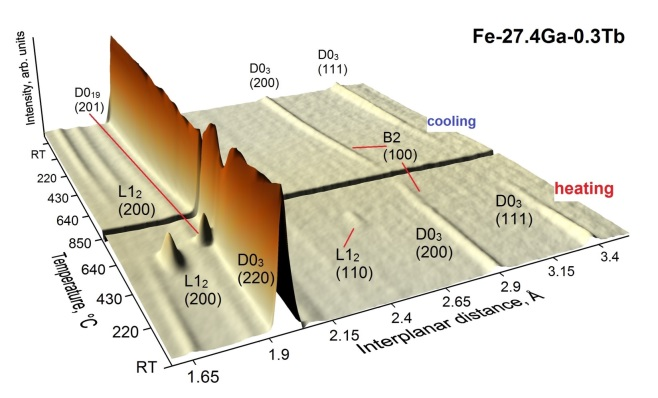 Fe-27.4Ga-0.3Tb
Intensity, arb. units
D0₃
(200)
D0₃
(111)
D0₁₉
(201)
cooling
B2
(100)
heating
L1₂
(200)
D0₃
(111)
L1₂
(200)
D0₃
(220)
L1₂
(110)
D0₃
(200)
RT
220
430
640
850
640
430
220
RT
Temperature, °C
1.65
1.9
2.15
2.4
2.65
2.9
3.15
3.4
Interplanar distance, Å